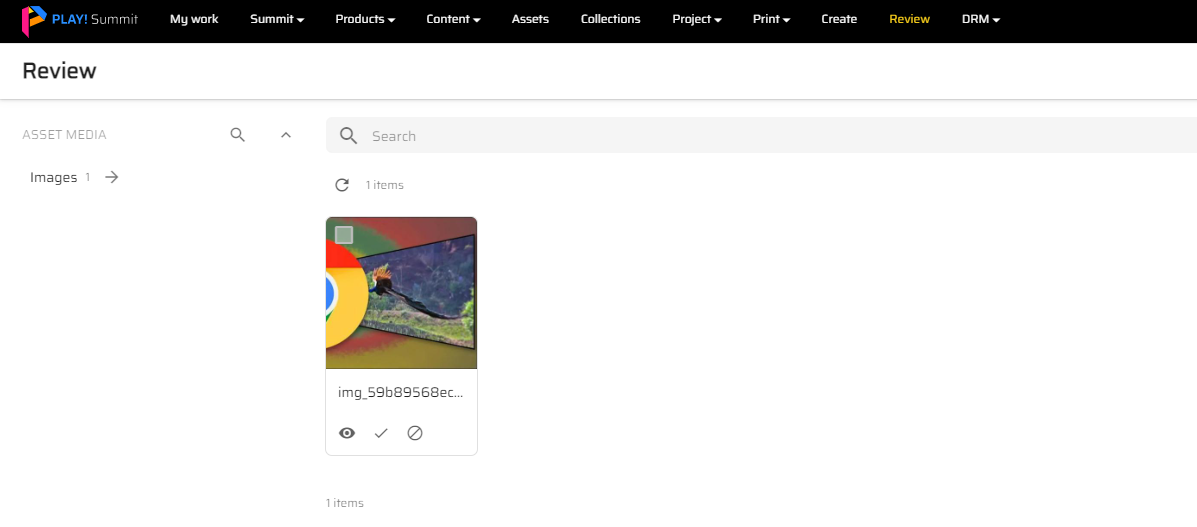 PLAY! Summit My work Summit Products Content Assets Collections Project Print Create Review DRM
Review
ASSET MEDIA
Search
Images 1
1 items
img_59b89568ec...
1 items